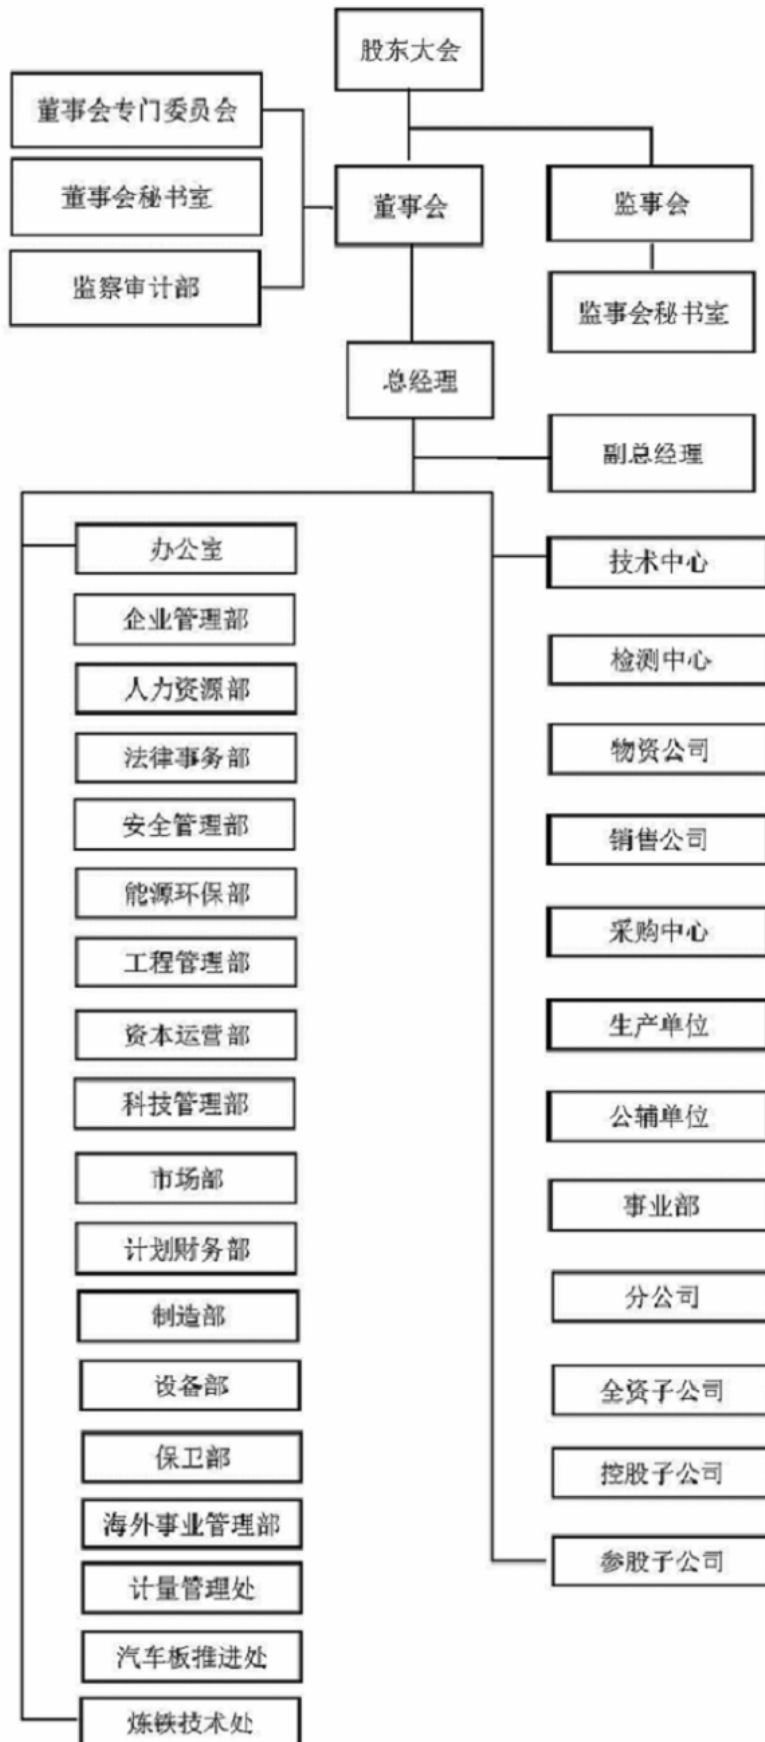 股东大会
董事会专门委员会
董事会秘书室
监察审计部
董事会
监事会
监事会秘书室
总经理
副总经理
办公室
企业管理部
人力资源部
法律事务部
安全管理部
能源环保部
工程管理部
资本运营部
科技管理部
市场部
计划财务部
制造部
设备部
保卫部
海外事业管理部
计量管理处
汽车板推进处
炼铁技术处
技术中心
检测中心
物资公司
销售公司
采购中心
生产单位
公辅单位
事业部
分公司
全资子公司
控股子公司
参股子公司